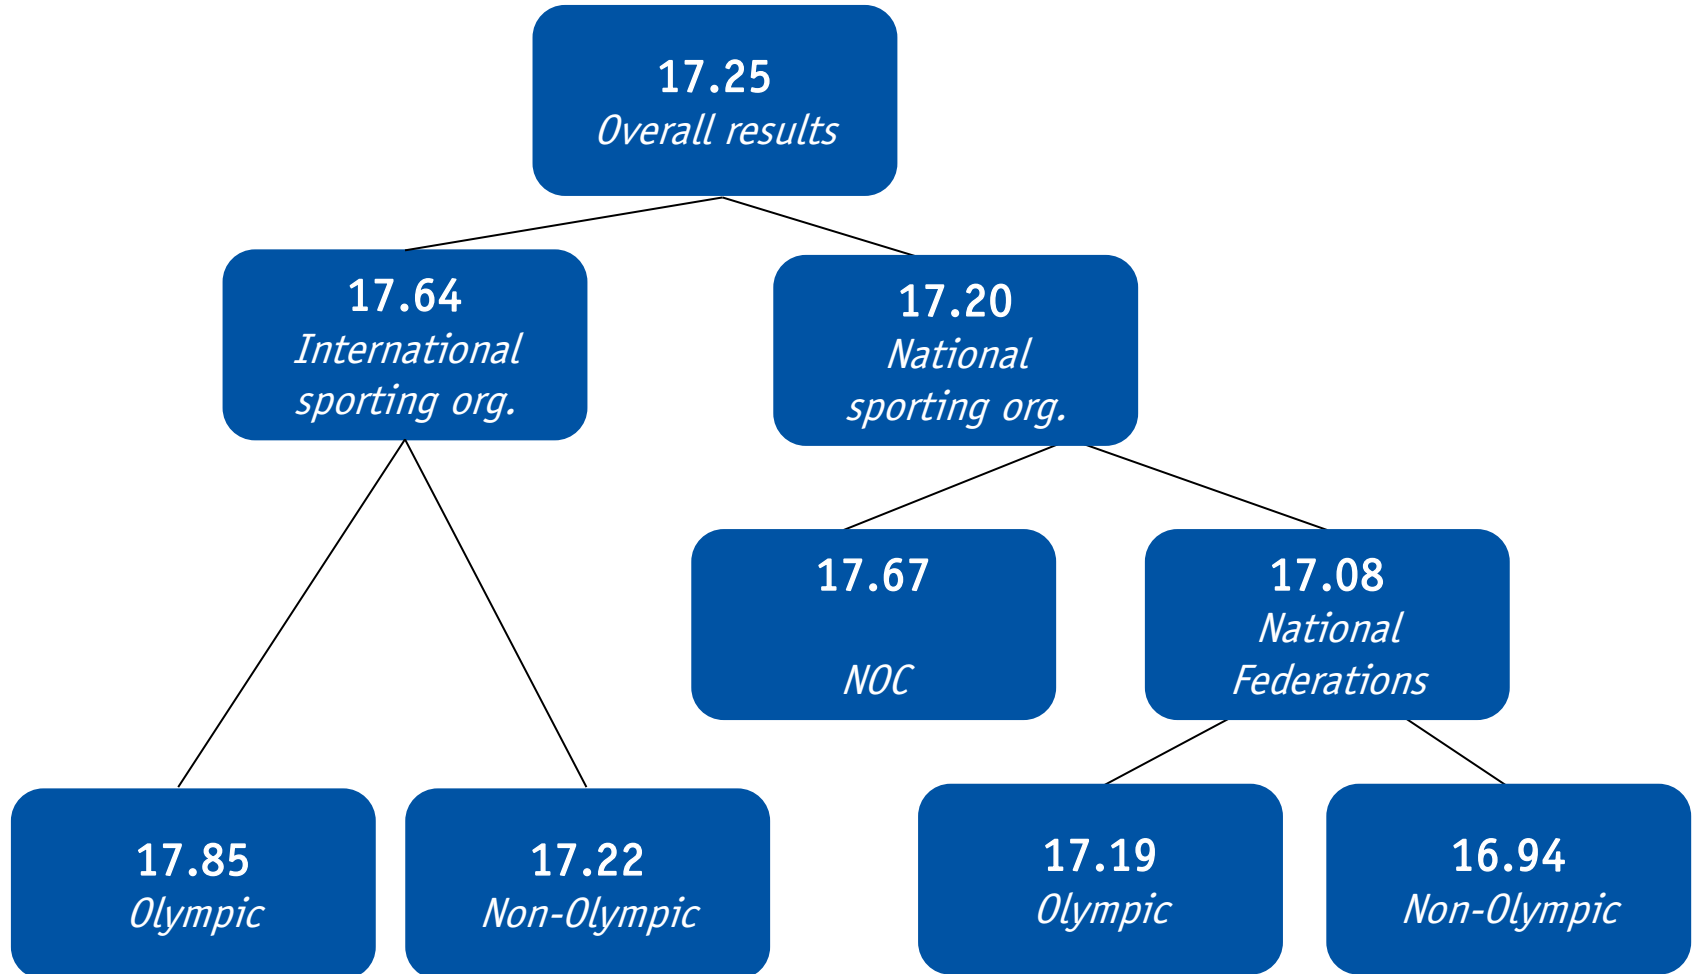 17.25
Overall results
17.64
International
sporting org.
17.20
National
sporting org.
17.67
NOC
17.08
National
Federations
17.85
Olympic
17.22
Non-Olympic
17.19
Olympic
16.94
Non-Olympic